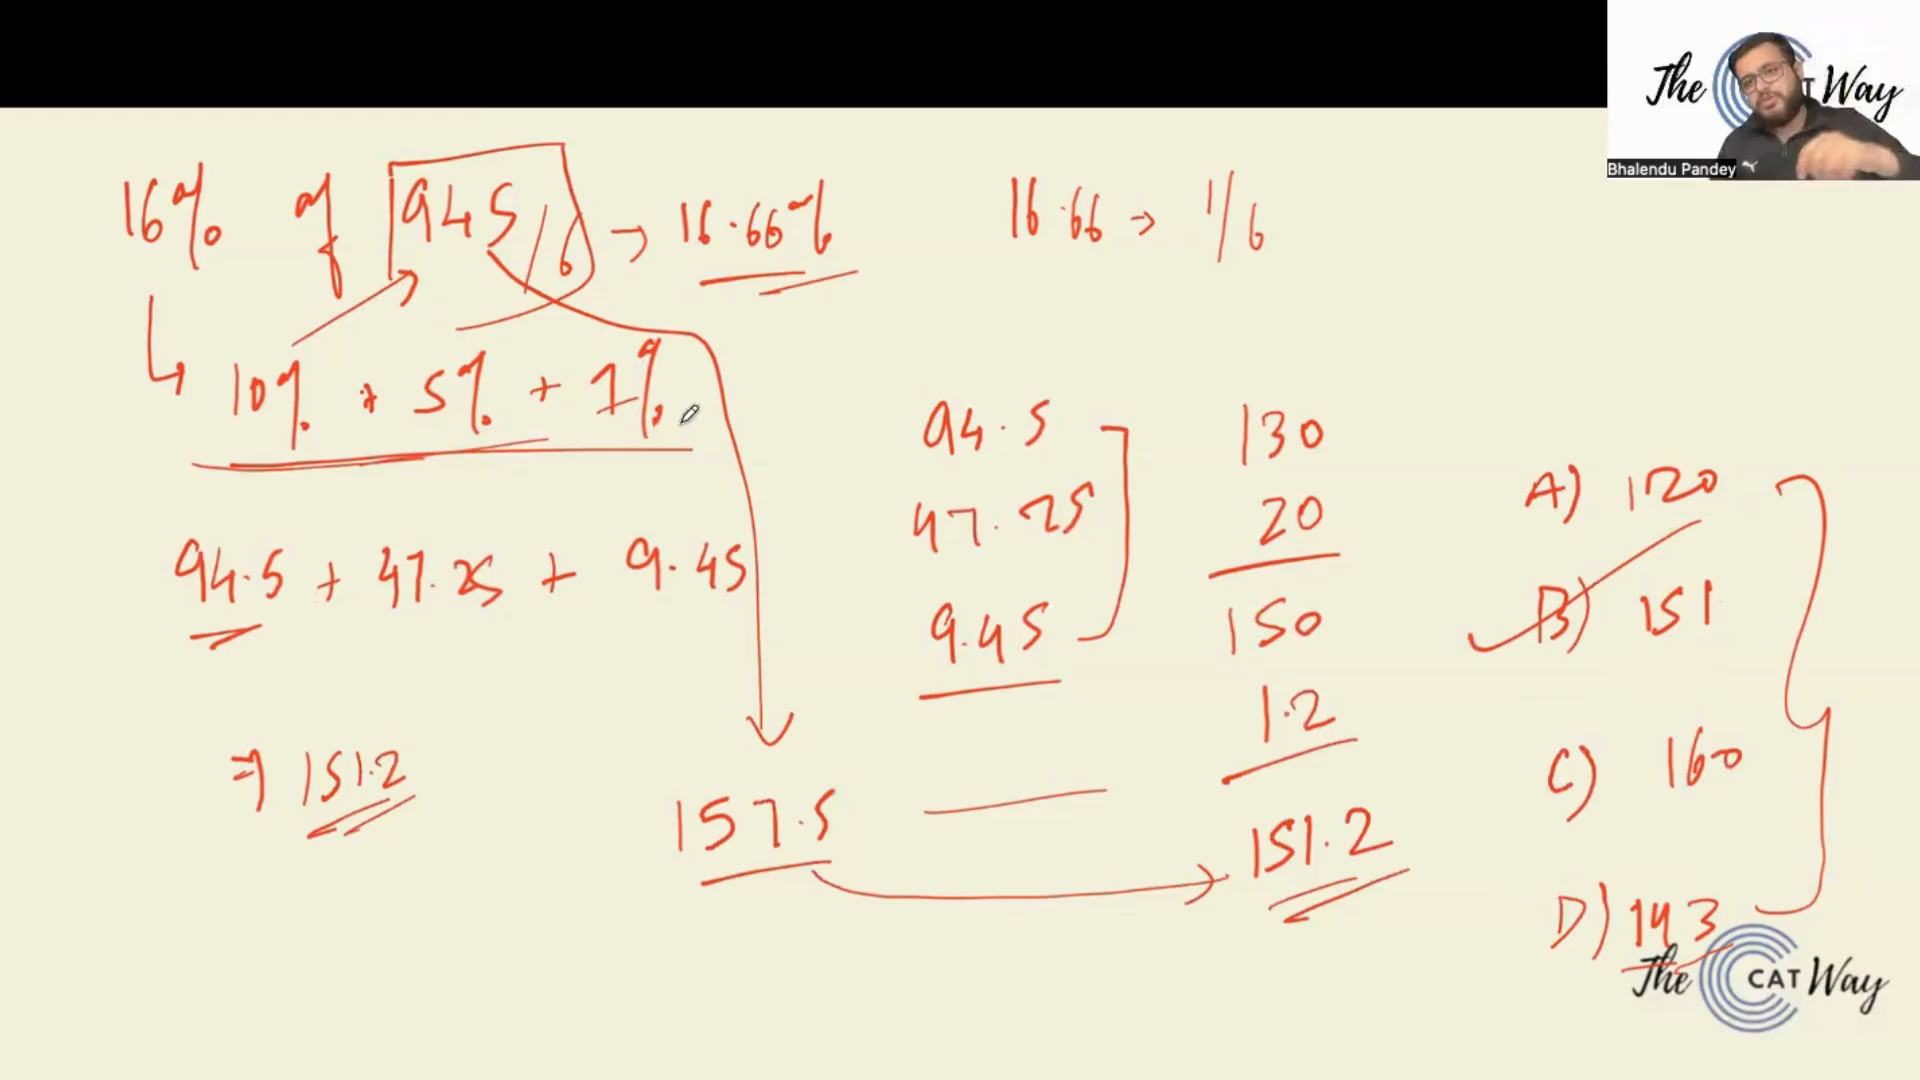 The CAT Way
Bhalendu Pandey
16% of 945/6 → 16.66%
16.66 → 1/6
↳ 10% + 5% + 1%
94.5 + 47.25 + 9.45
⇒ 151.2
157.5
94.5
47.25
9.45
130
20
150
1.2
151.2
A) 120
B) 151
C) 160
D) 143
The CAT Way